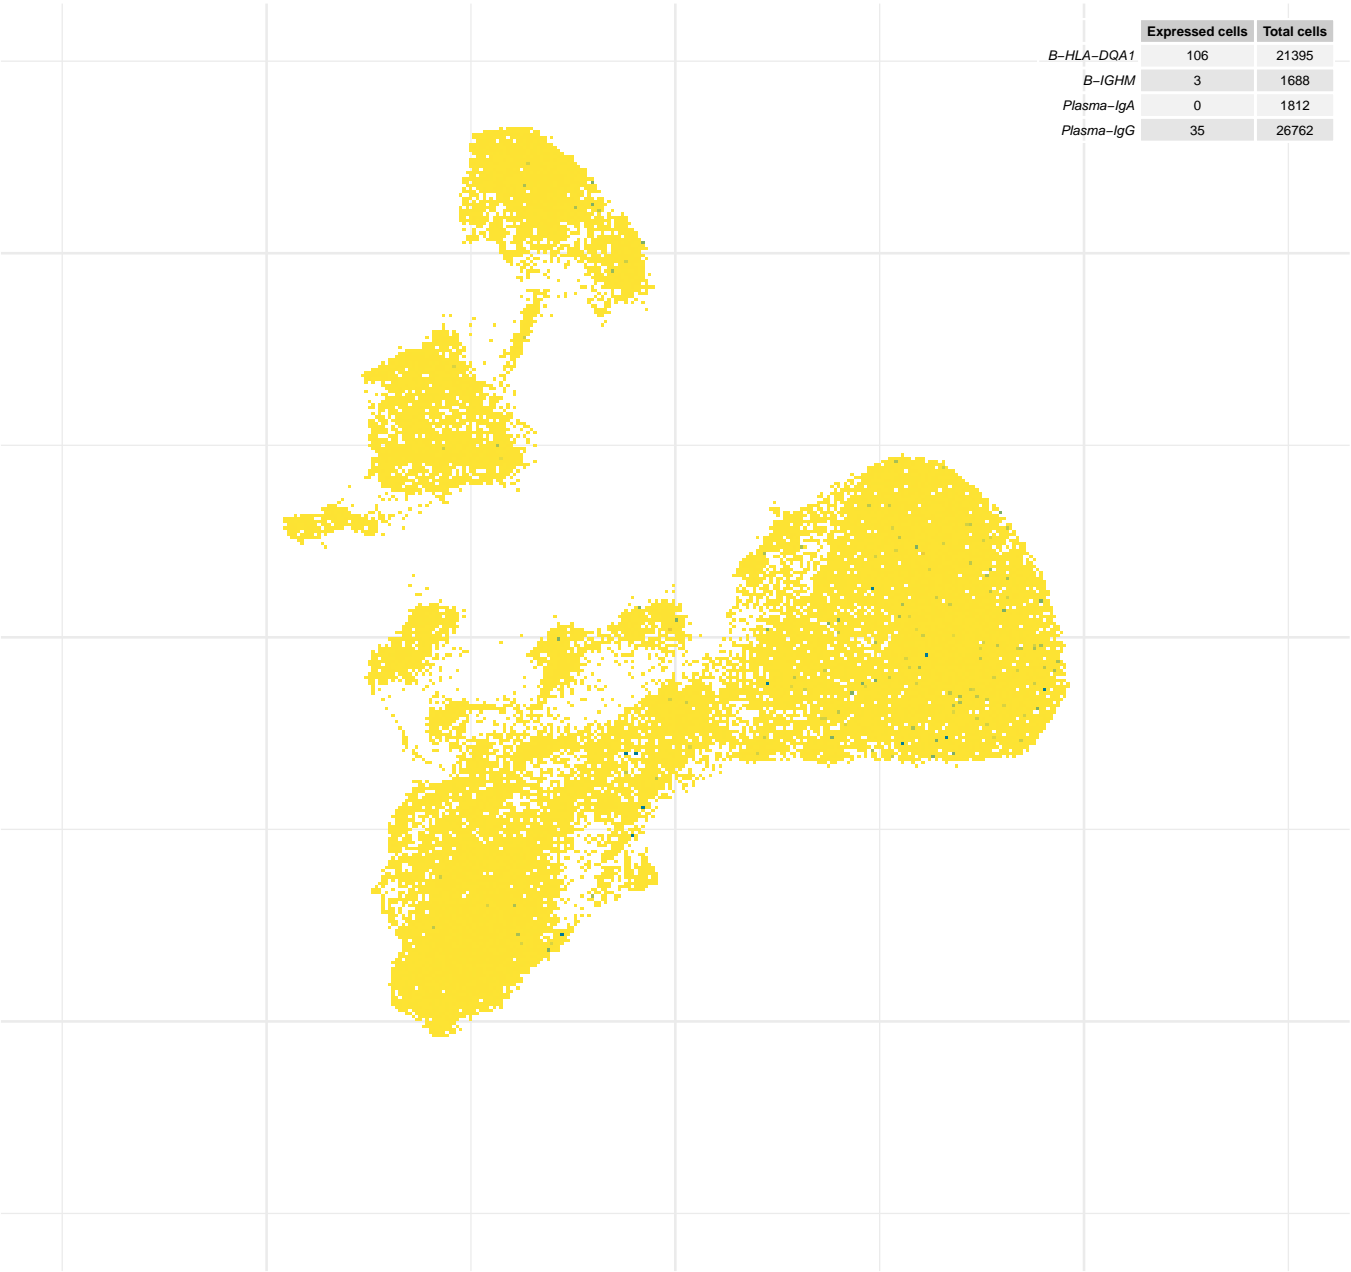 Expressed cells Total cells
B−HLA−DQA1 106 21395
B−IGHM 3 1688
Plasma−IgA 0 1812
Plasma−IgG 35 26762